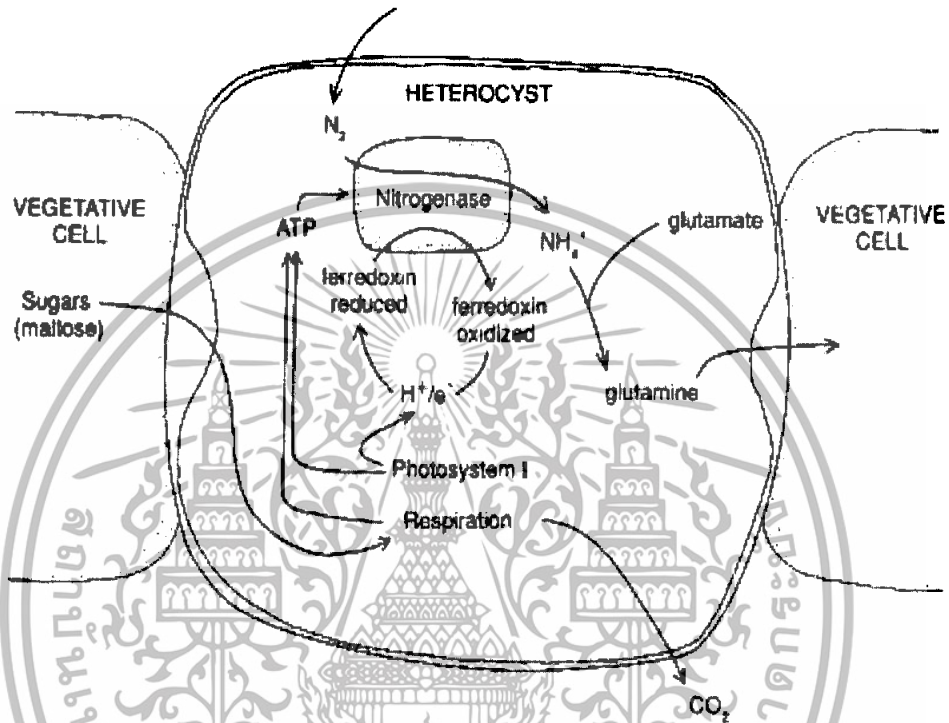 HETEROCYST
N₂
Nitrogenase
VEGETATIVE
CELL
ATP
NH₄⁺
glutamate
VEGETATIVE
CELL
Sugars
(maltose)
ferredoxin
reduced
ferredoxin
oxidized
H⁺/e⁻
glutamine
Photosystem I
Respiration
CO₂